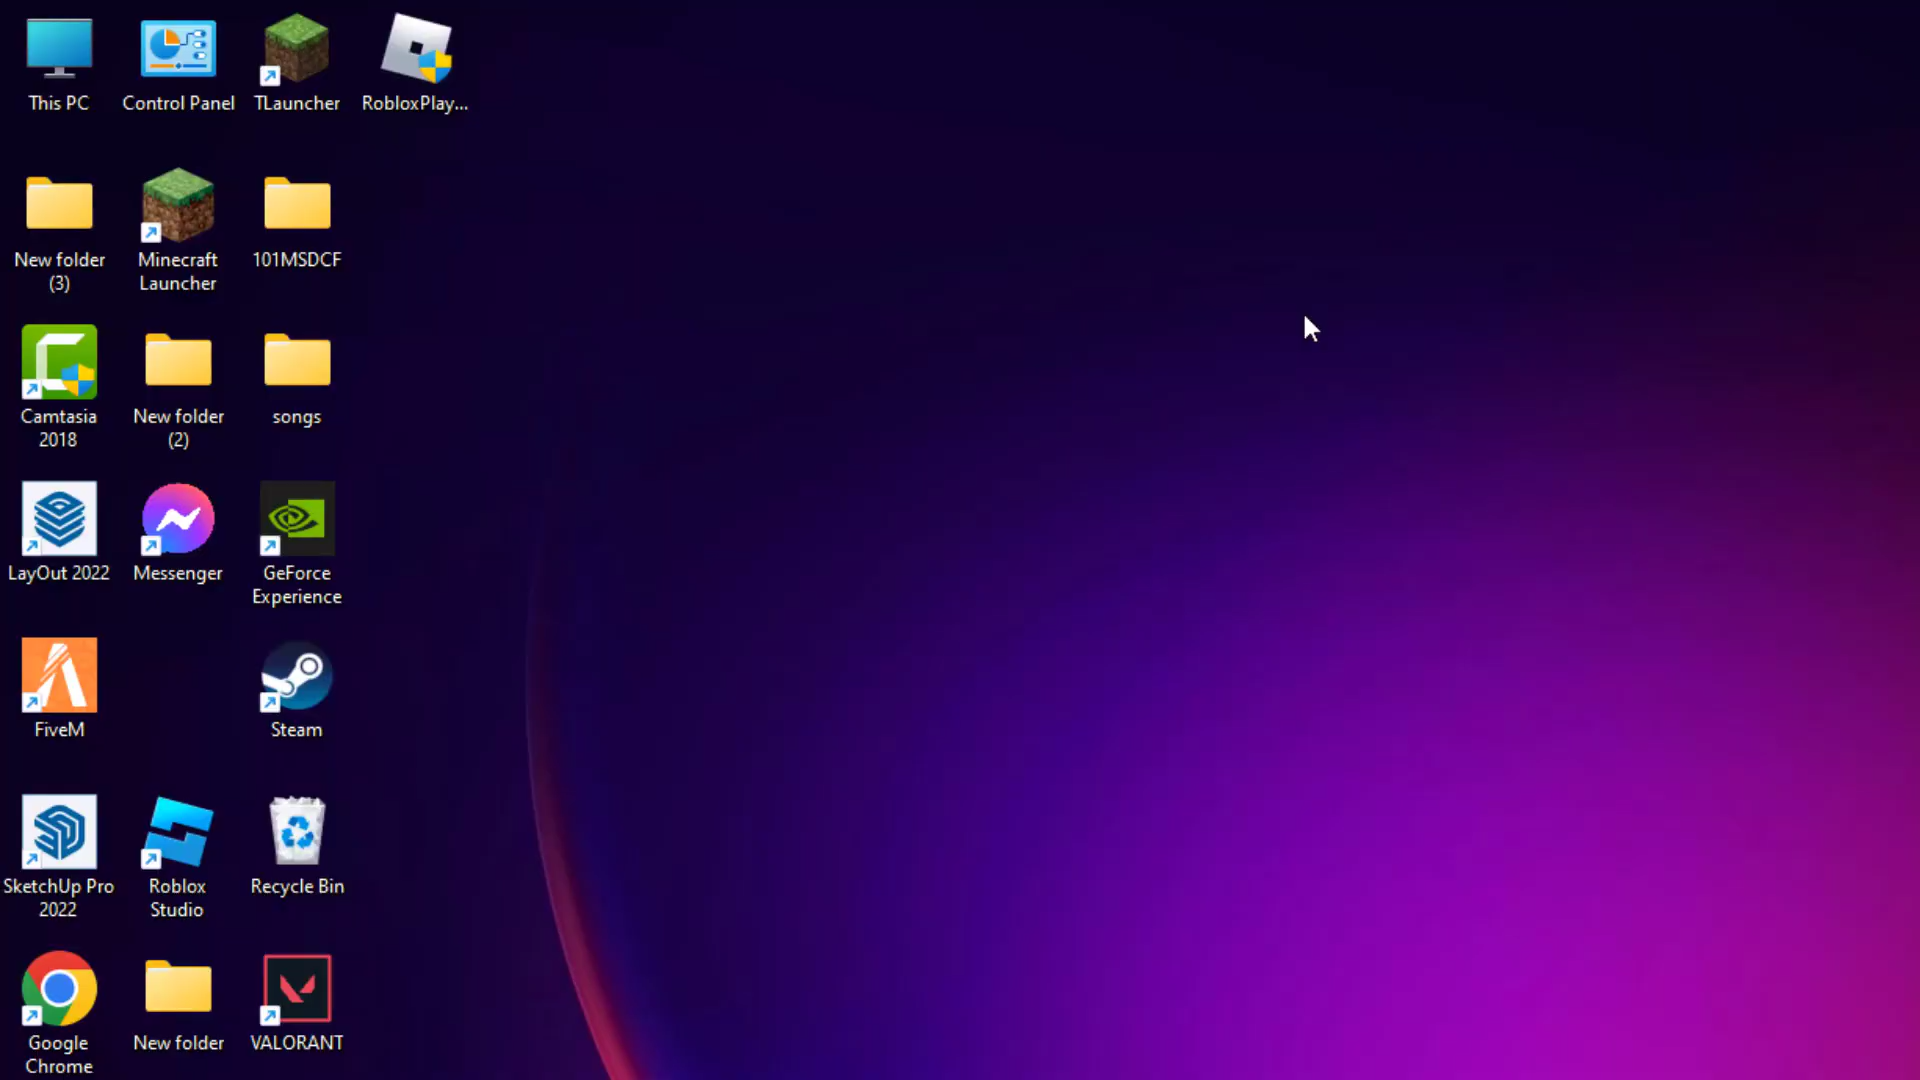 This PC
Control Panel
TLauncher
RobloxPlay...
New folder
(3)
Minecraft
Launcher
101MSDCF
Camtasia
2018
New folder
(2)
songs
LayOut 2022
Messenger
GeForce
Experience
FiveM
Steam
SketchUp Pro
2022
Roblox
Studio
Recycle Bin
Google
Chrome
New folder
VALORANT